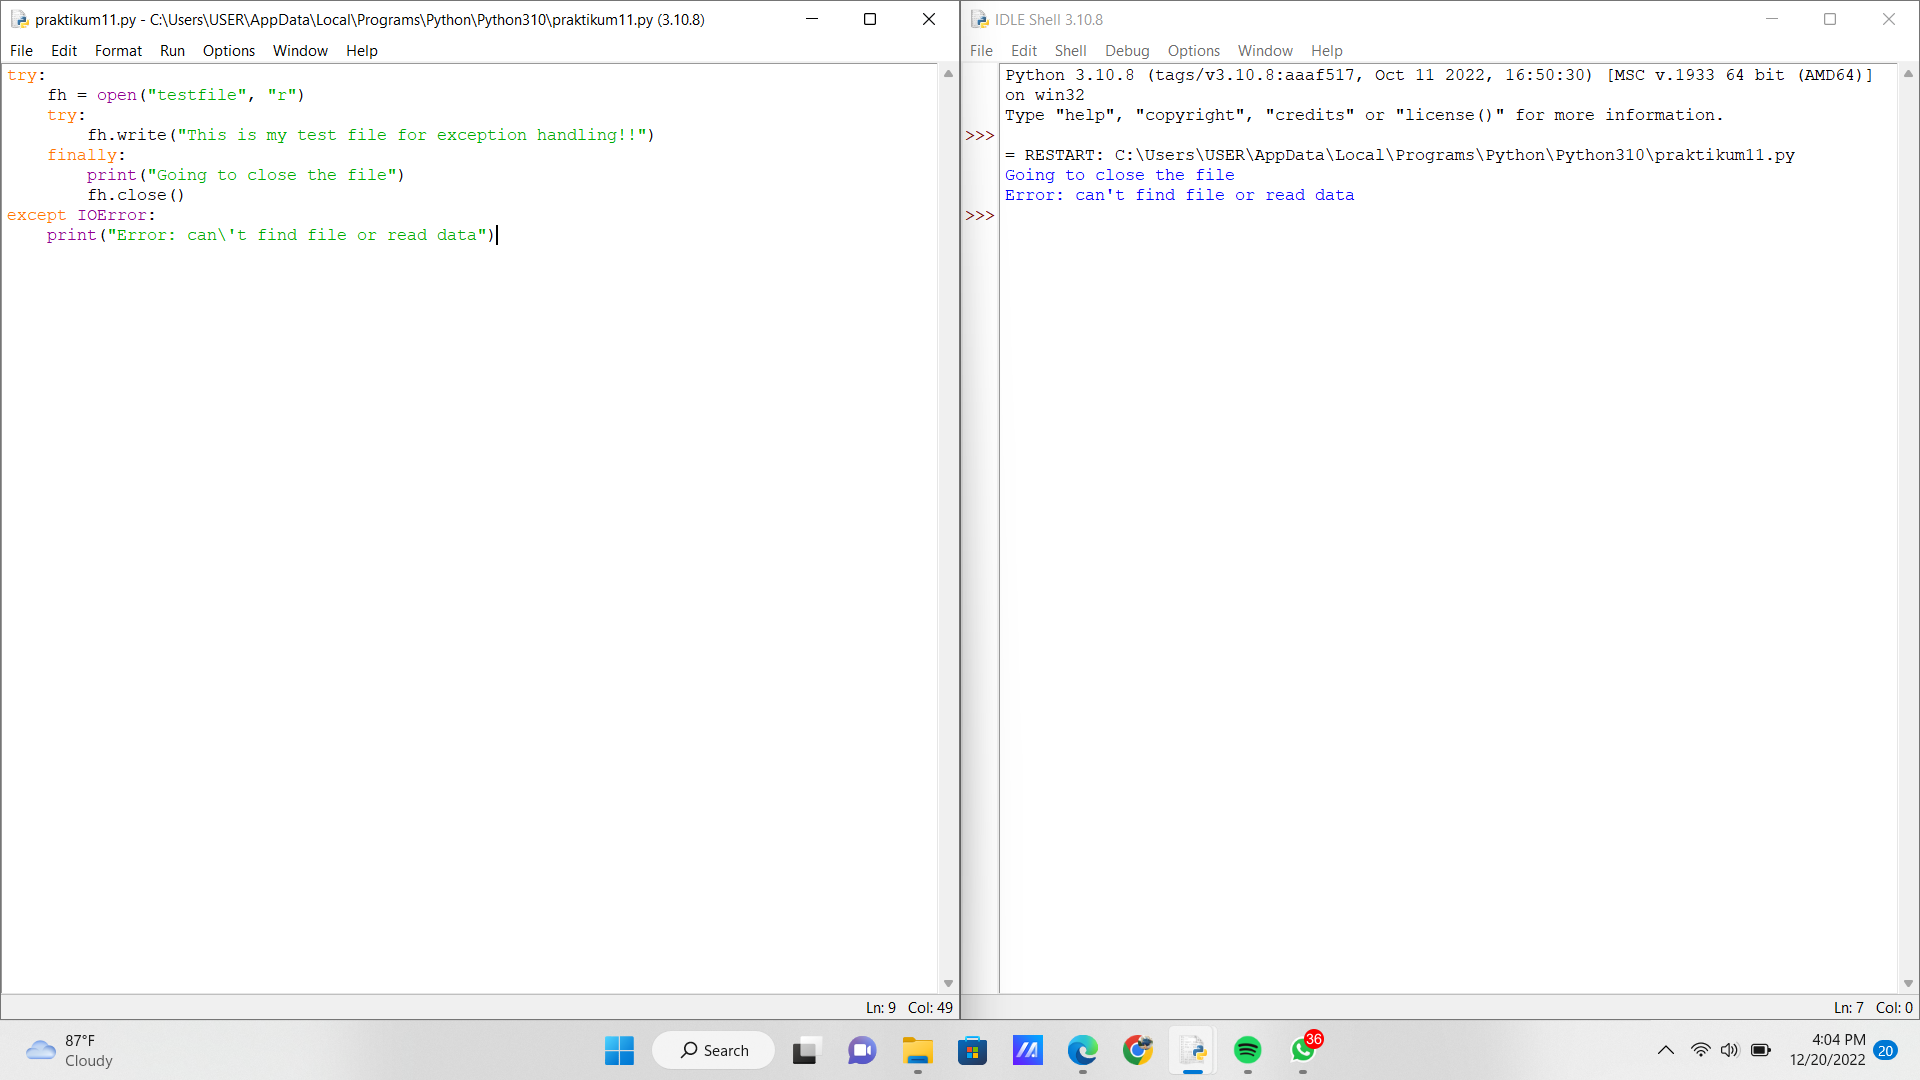 praktikum11.py - C:\Users\USER\AppData\Local\Programs\Python\Python310\praktikum11.py (3.10.8)
File Edit Format Run Options Window Help
try:
    fh = open("testfile", "r")
    try:
        fh.write("This is my test file for exception handling!!")
    finally:
        print("Going to close the file")
        fh.close()
except IOError:
    print("Error: can\'t find file or read data")
Ln: 9 Col: 49
IDLE Shell 3.10.8
File Edit Shell Debug Options Window Help
Python 3.10.8 (tags/v3.10.8:aaaf517, Oct 11 2022, 16:50:30) [MSC v.1933 64 bit (AMD64)]
on win32
Type "help", "copyright", "credits" or "license()" for more information.
>>>
= RESTART: C:\Users\USER\AppData\Local\Programs\Python\Python310\praktikum11.py
Going to close the file
Error: can't find file or read data
>>>
Ln: 7 Col: 0
87°F
Cloudy
Search
36
4:04 PM
12/20/2022
20